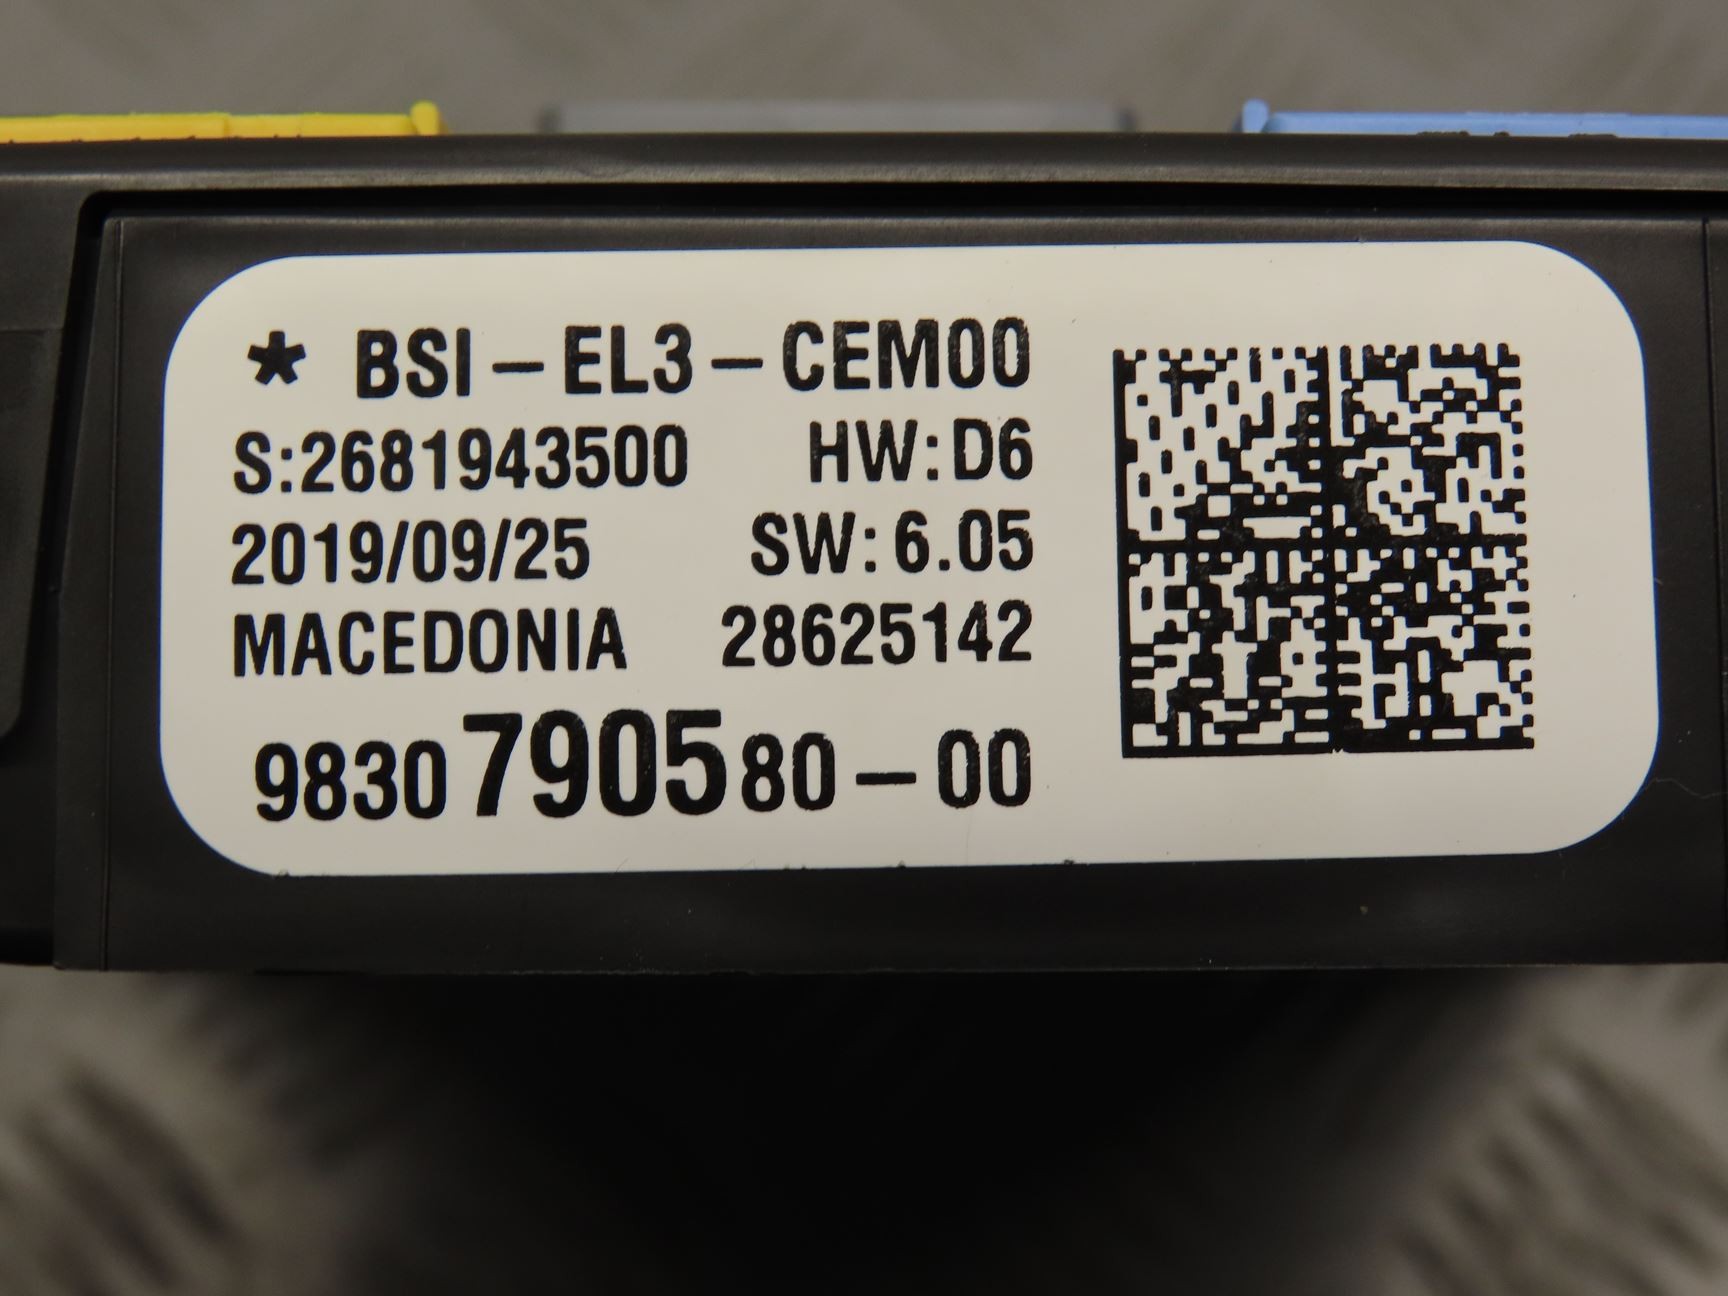 * BSI-EL3-CEM00
S:2681943500 HW:D6
2019/09/25 SW:6.05
MACEDONIA 28625142
9830790580-00